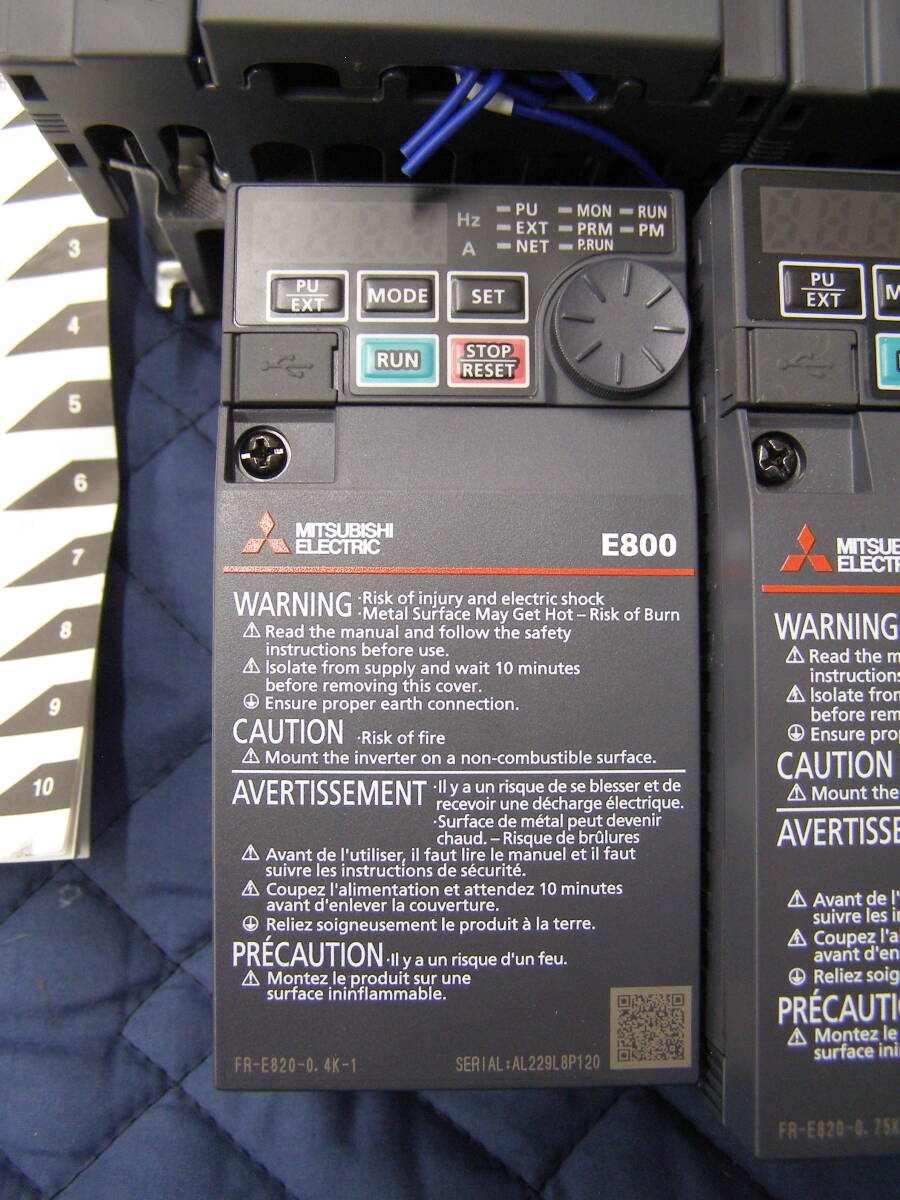 3
4
5
6
7
8
9
10
Hz
A
PU MON RUN
EXT PRM PM
NET P.RUN
PU
EXT
MODE
SET
RUN
STOP
RESET
MITSUBISHI
ELECTRIC
E800
WARNING ·Risk of injury and electric shock
·Metal Surface May Get Hot – Risk of Burn
Read the manual and follow the safety
instructions before use.
Isolate from supply and wait 10 minutes
before removing this cover.
Ensure proper earth connection.
CAUTION ·Risk of fire
Mount the inverter on a non-combustible surface.
AVERTISSEMENT ·Il y a un risque de se blesser et de
recevoir une décharge électrique.
·Surface de métal peut devenir
chaud. – Risque de brûlures
Avant de l'utiliser, il faut lire le manuel et il faut
suivre les instructions de sécurité.
Coupez l'alimentation et attendez 10 minutes
avant d'enlever la couverture.
Reliez soigneusement le produit à la terre.
PRÉCAUTION ·Il y a un risque d'un feu.
Montez le produit sur une
surface ininflammable.
FR-E820-0.4K-1
SERIAL:AL229L8P120
PU
EXT
M
MITSUB
ELECTR
WARNING
Read the m
instructions
Isolate from
before rem
Ensure prop
CAUTION
Mount the
AVERTISSE
Avant de l'
suivre les i
Coupez l'a
avant d'en
Reliez soig
PRÉCAUTI
Montez le
surface ini
FR-E820-0.75K